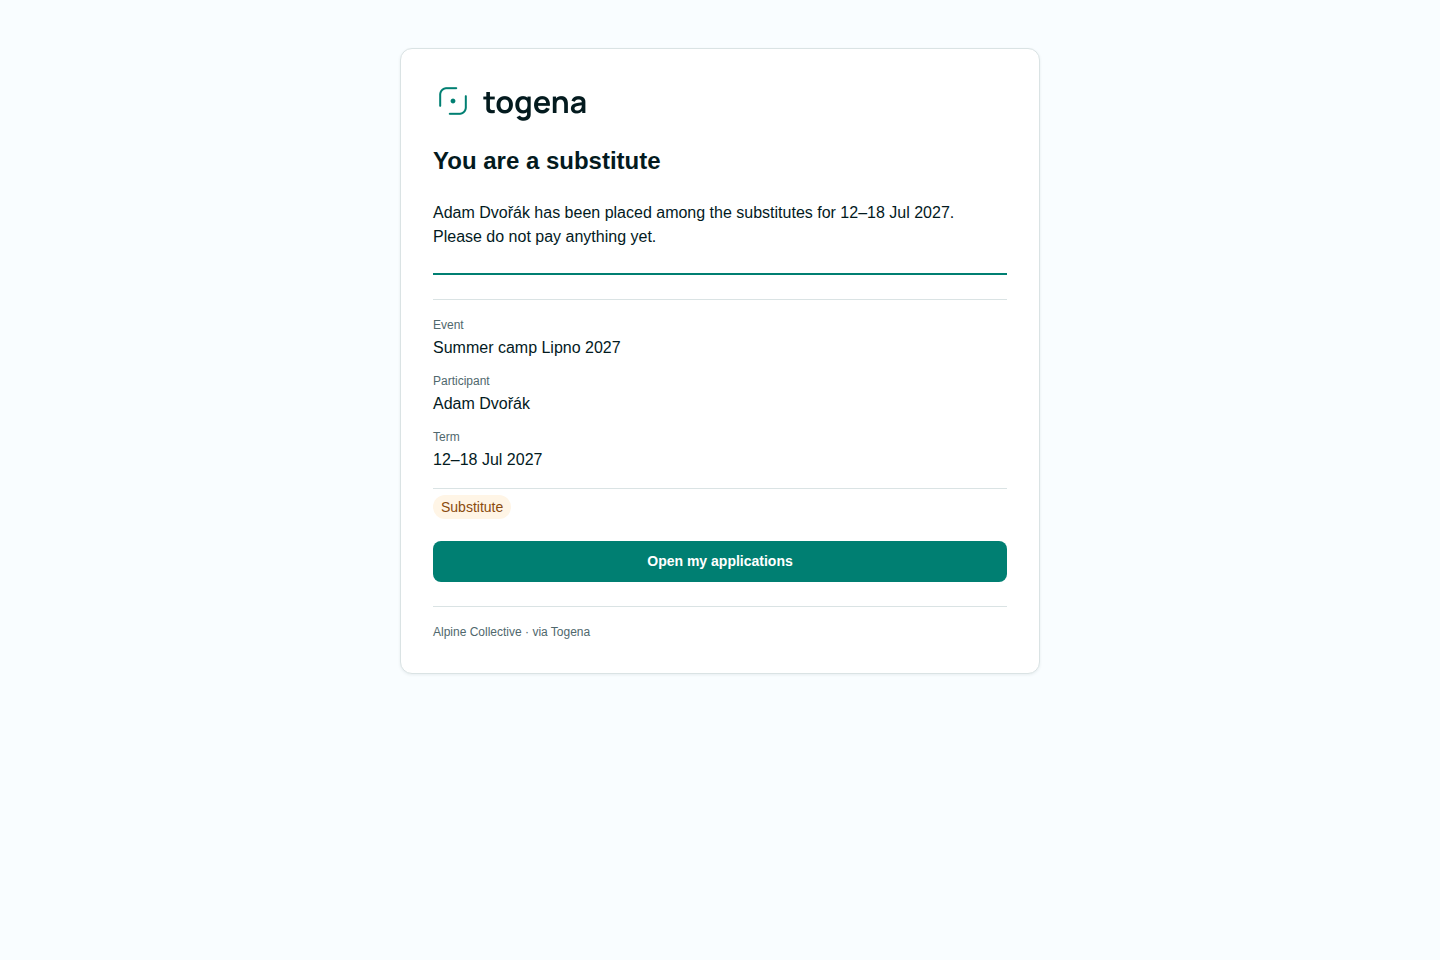 togena
You are a substitute
Adam Dvořák has been placed among the substitutes for 12–18 Jul 2027.
Please do not pay anything yet.
Event
Summer camp Lipno 2027
Participant
Adam Dvořák
Term
12–18 Jul 2027
Substitute
Open my applications
Alpine Collective · via Togena